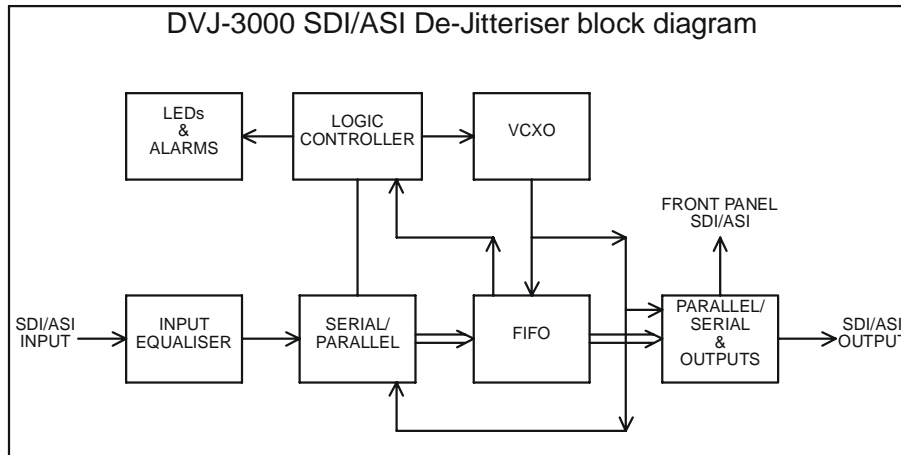 DVJ-3000 SDI/ASI De-Jitteriser block diagram
LEDs
&
ALARMS
LOGIC
CONTROLLER
VCXO
FRONT PANEL
SDI/ASI
SDI/ASI
INPUT
INPUT
EQUALISER
SERIAL/
PARALLEL
FIFO
PARALLEL/
SERIAL
&
OUTPUTS
SDI/ASI
OUTPUT